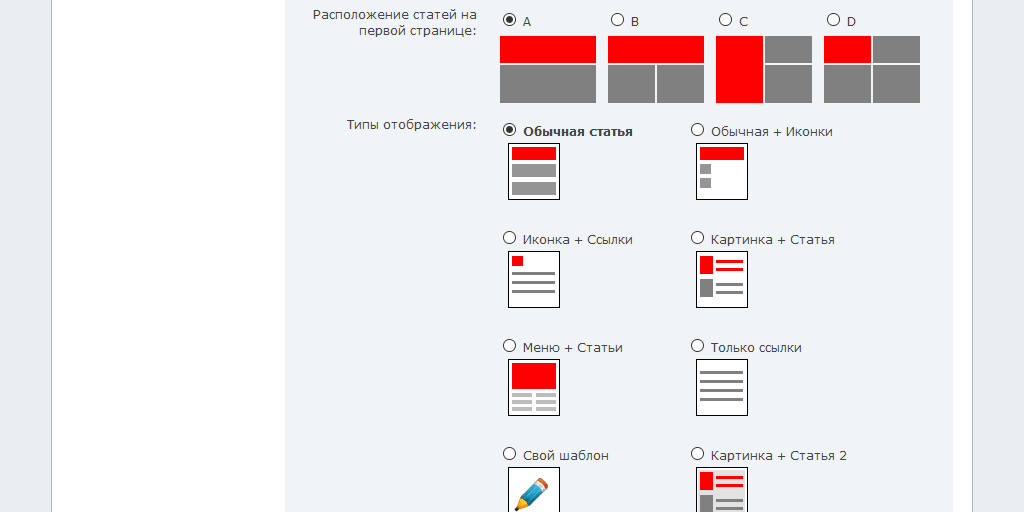 Расположение статей на
первой странице:
A
B
C
D
Типы отображения:
Обычная статья
Обычная + Иконки
Иконка + Ссылки
Картинка + Статья
Меню + Статьи
Только ссылки
Свой шаблон
Картинка + Статья 2